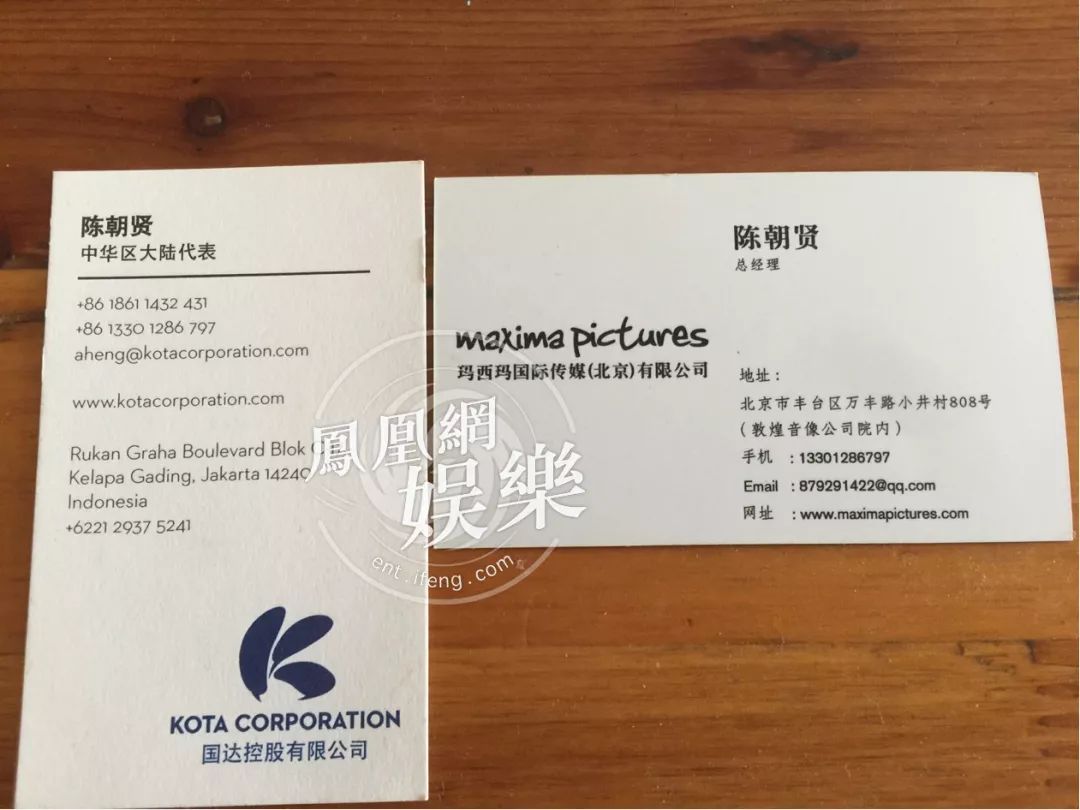 陈朝贤
中华区大陆代表
+86 1861 1432 431
+86 1330 1286 797
aheng@kotacorporation.com
www.kotacorporation.com
Rukan Graha Boulevard Blok
Kelapa Gading, Jakarta 14240
Indonesia
+6221 2937 5241
KOTA CORPORATION
国达控股有限公司
陈朝贤
总经理
maxima pictures
玛西玛国际传媒(北京)有限公司
地址:
北京市丰台区万丰路小井村808号
(敦煌音像公司院内)
手机 :13301286797
Email :879291422@qq.com
网址 :www.maximapictures.com
鳳凰網
娱樂
ent.ifeng.com